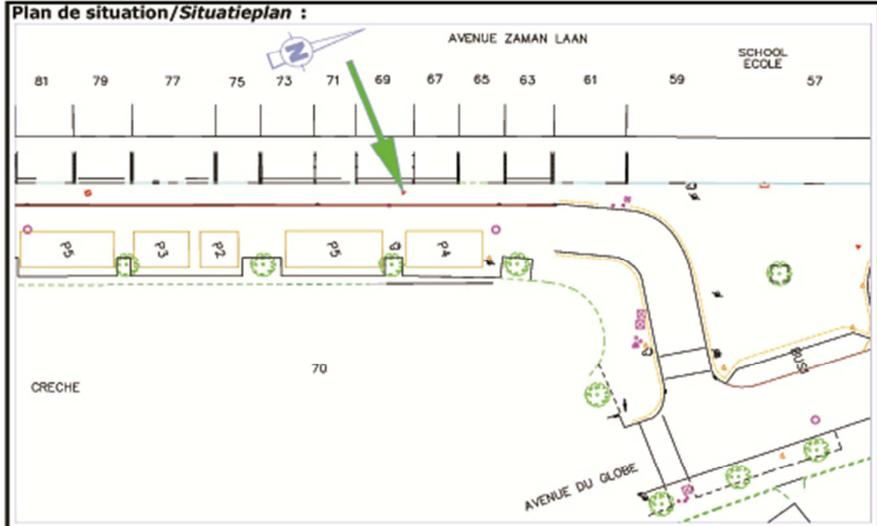 Plan de situation/Situatieplan :
AVENUE ZAMAN LAAN
SCHOOL
ECOLE
N
81 79 77 75 73 71 69 67 65 63 61 59 57
P5 P3 P2 P5 P4
70
CRECHE
BUS
AVENUE DU GLOBE